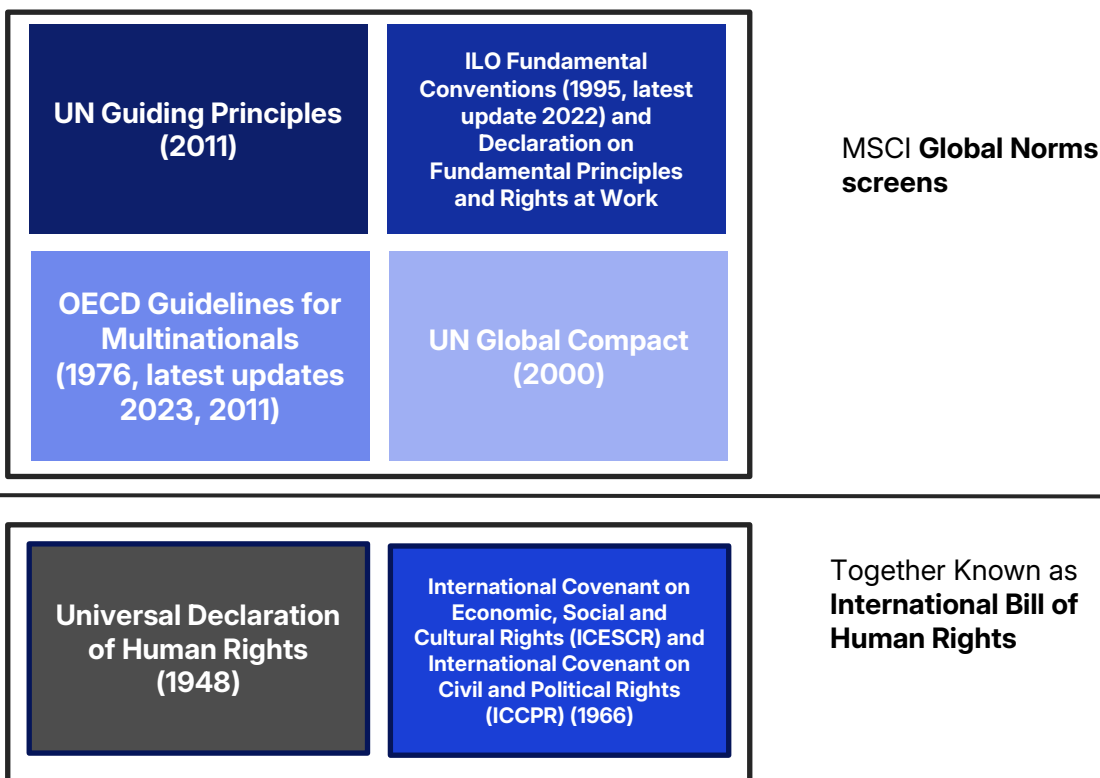 UN Guiding Principles
(2011)
ILO Fundamental
Conventions (1995, latest
update 2022) and
Declaration on
Fundamental Principles
and Rights at Work
MSCI Global Norms
screens
OECD Guidelines for
Multinationals
(1976, latest updates
2023, 2011)
UN Global Compact
(2000)
Universal Declaration
of Human Rights
(1948)
International Covenant on
Economic, Social and
Cultural Rights (ICESCR) and
International Covenant on
Civil and Political Rights
(ICCPR) (1966)
Together Known as
International Bill of
Human Rights